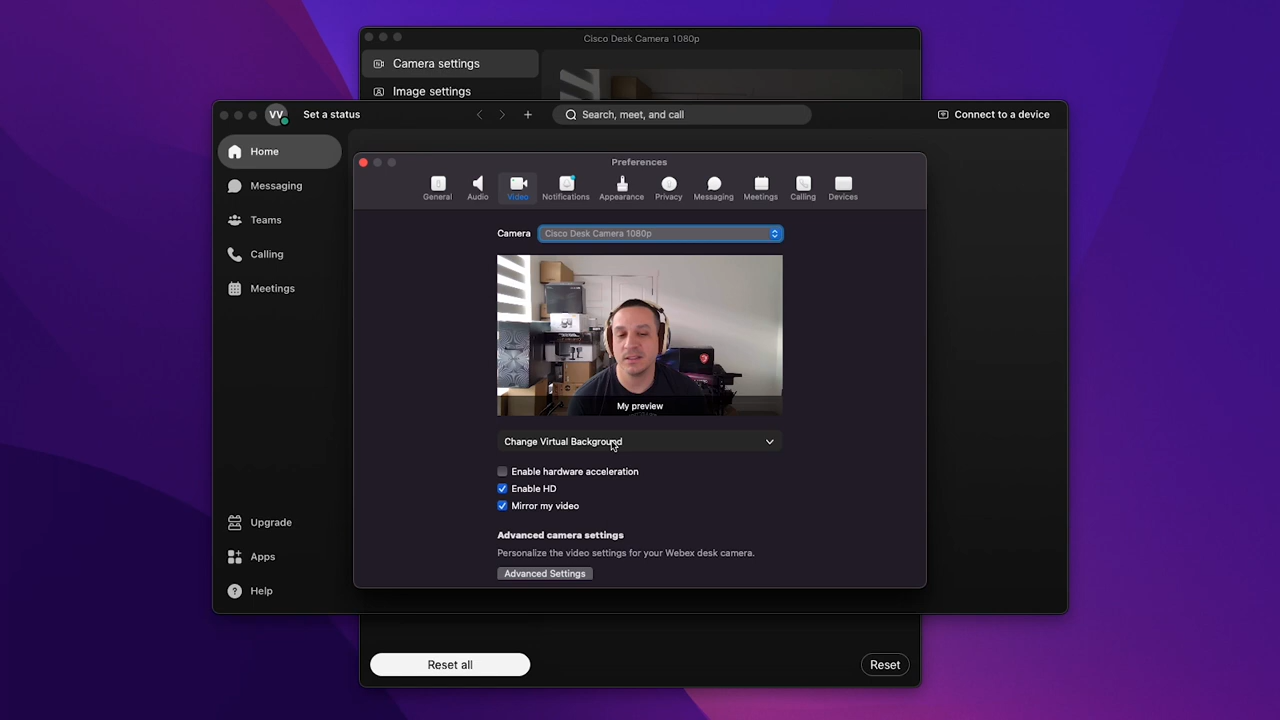 Cisco Desk Camera 1080p
Camera settings
Image settings
VV
Set a status
Search, meet, and call
Connect to a device
Home
Messaging
Teams
Calling
Meetings
Upgrade
Apps
Help
Preferences
General
Audio
Video
Notifications
Appearance
Privacy
Messaging
Meetings
Calling
Devices
Camera
Cisco Desk Camera 1080p
My preview
Change Virtual Background
Enable hardware acceleration
Enable HD
Mirror my video
Advanced camera settings
Personalize the video settings for your Webex desk camera.
Advanced Settings
Reset all
Reset